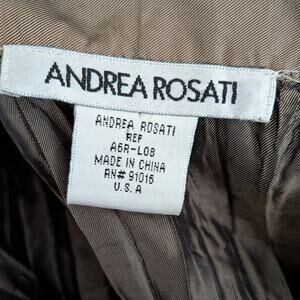 ANDREA ROSATI
ANDREA ROSATI
REF
A6R-L08
MADE IN CHINA
RN# 91016
U.S.A